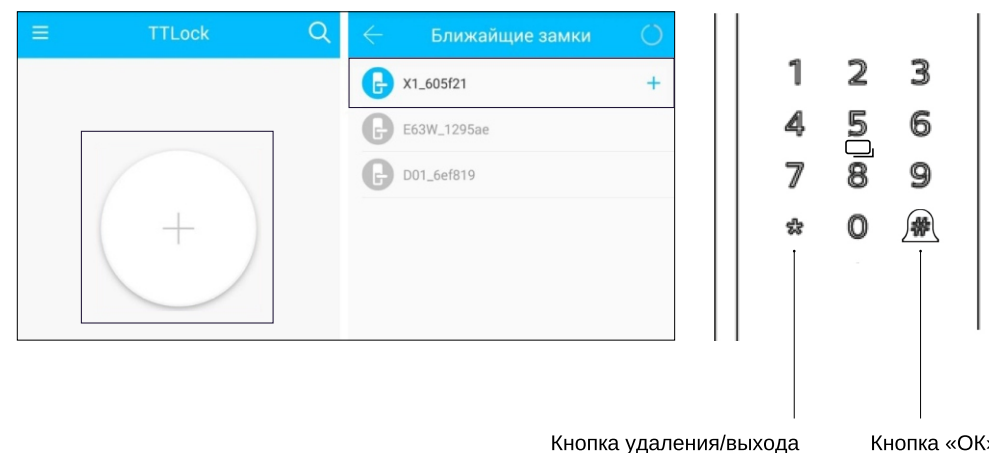 TTLock
Ближайщие замки
X1_605f21
E63W_1295ae
D01_6ef819
1 2 3
4 5 6
7 8 9
* 0 #
Кнопка удаления/выхода
Кнопка «ОК»